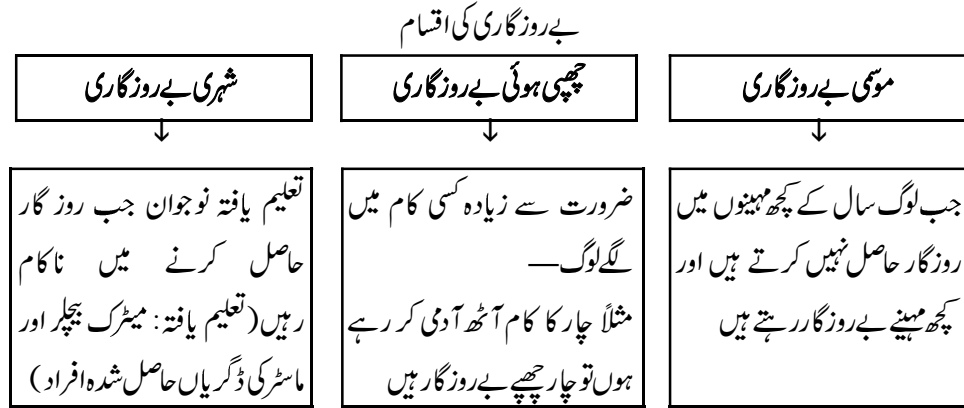 بے روزگاری کی اقسام
موسمی بے روزگاری
چھپی ہوئی بے روزگاری
شہری بے روزگاری
↓
↓
↓
جب لوگ سال کے کچھ مہینوں میں
روزگار حاصل نہیں کرتے ہیں اور
کچھ مہینے بے روزگار رہتے ہیں
ضرورت سے زیادہ کسی کام میں
لگے لوگ—
مثلاً چار کا کام آٹھ آدمی کر رہے
ہوں تو چار چھپے بے روزگار ہیں
تعلیم یافتہ نوجوان جب روز گار
حاصل کرنے میں ناکام
رہیں (تعلیم یافتہ: میٹرک بیچلر اور
ماسٹر کی ڈگریاں حاصل شدہ افراد)